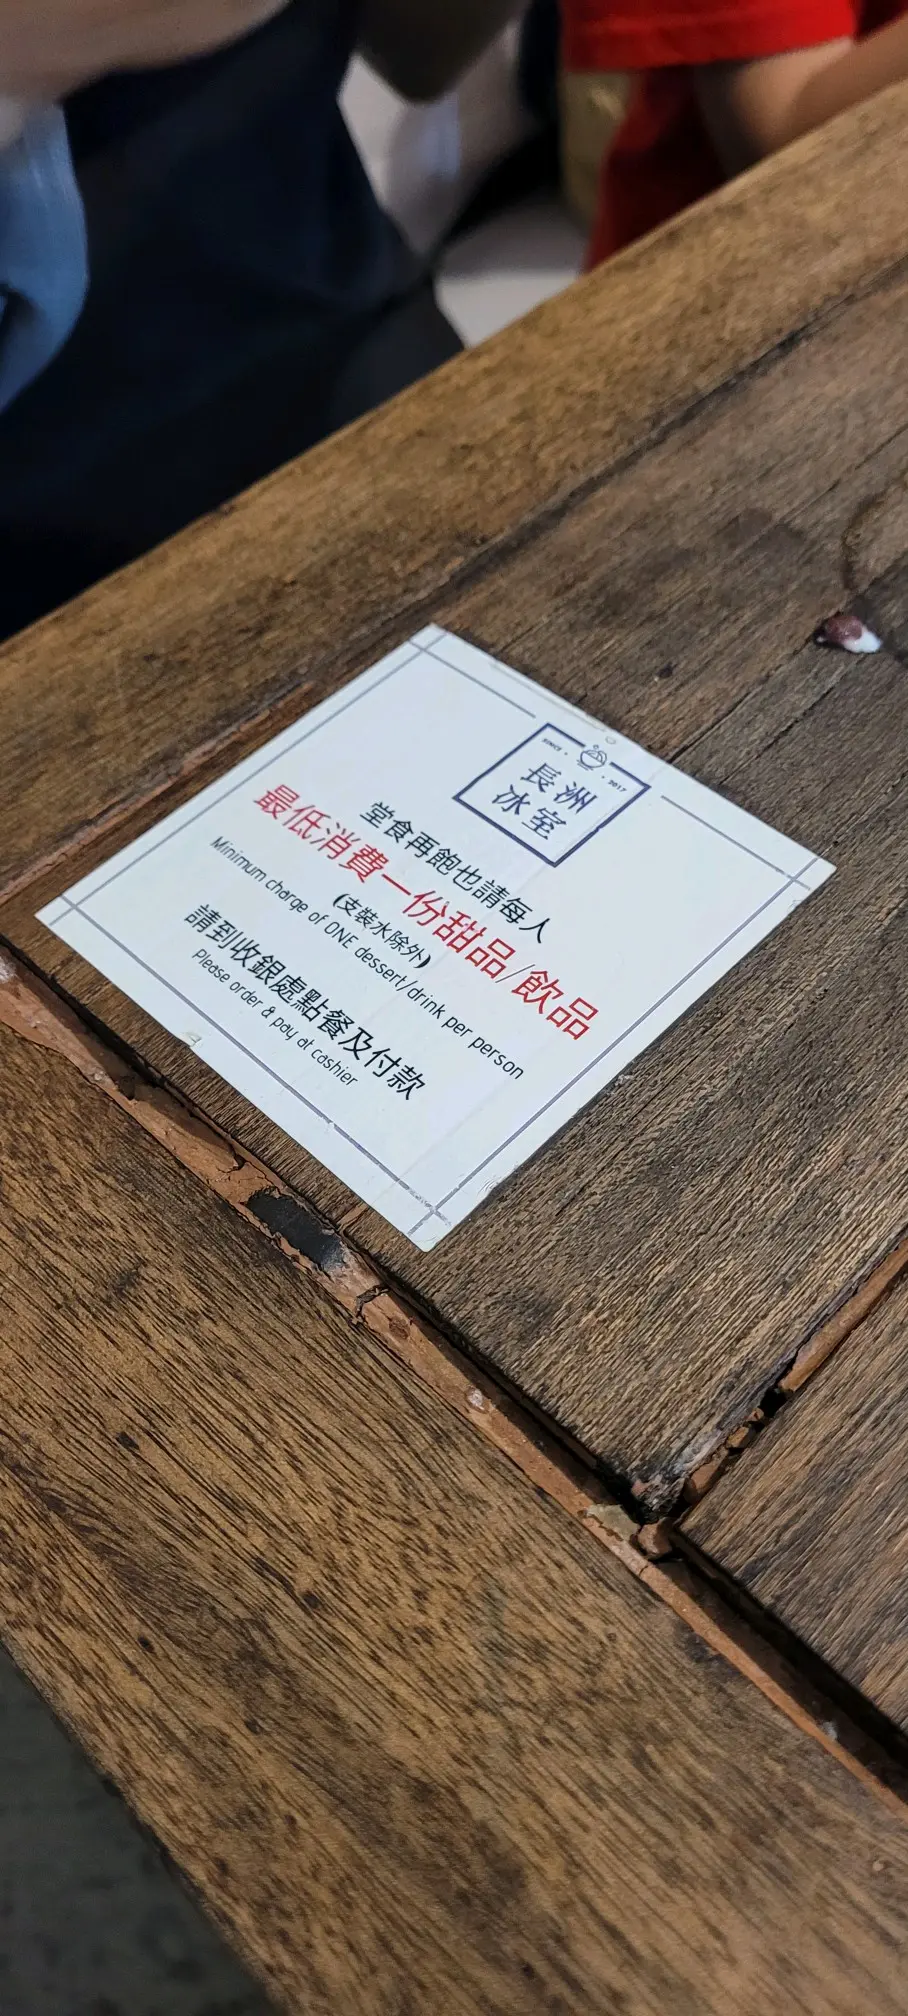 SINCE · · 2017
長洲
冰室
堂食再飽也請每人
最低消費一份甜品/飲品
(支裝水除外)
Minimum charge of ONE dessert/drink per person
請到收銀處點餐及付款
Please order & pay at cashier